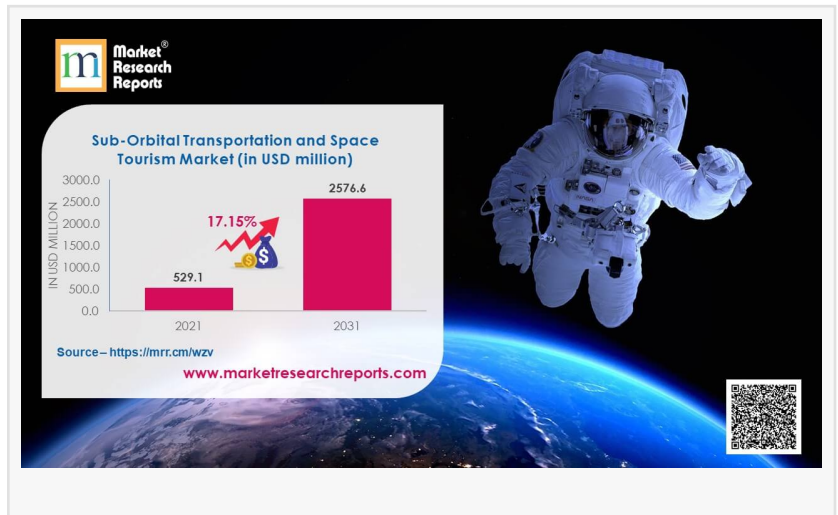 m
Market®
Research
Reports
Sub-Orbital Transportation and Space
Tourism Market (in USD million)
IN USD MILLION
3000.0
2500.0
2000.0
1500.0
1000.0
500.0
0.0
529.1
17.15%
$
$
2576.6
2021
2031
Source– https://mrr.cm/wzv
www.marketresearchreports.com